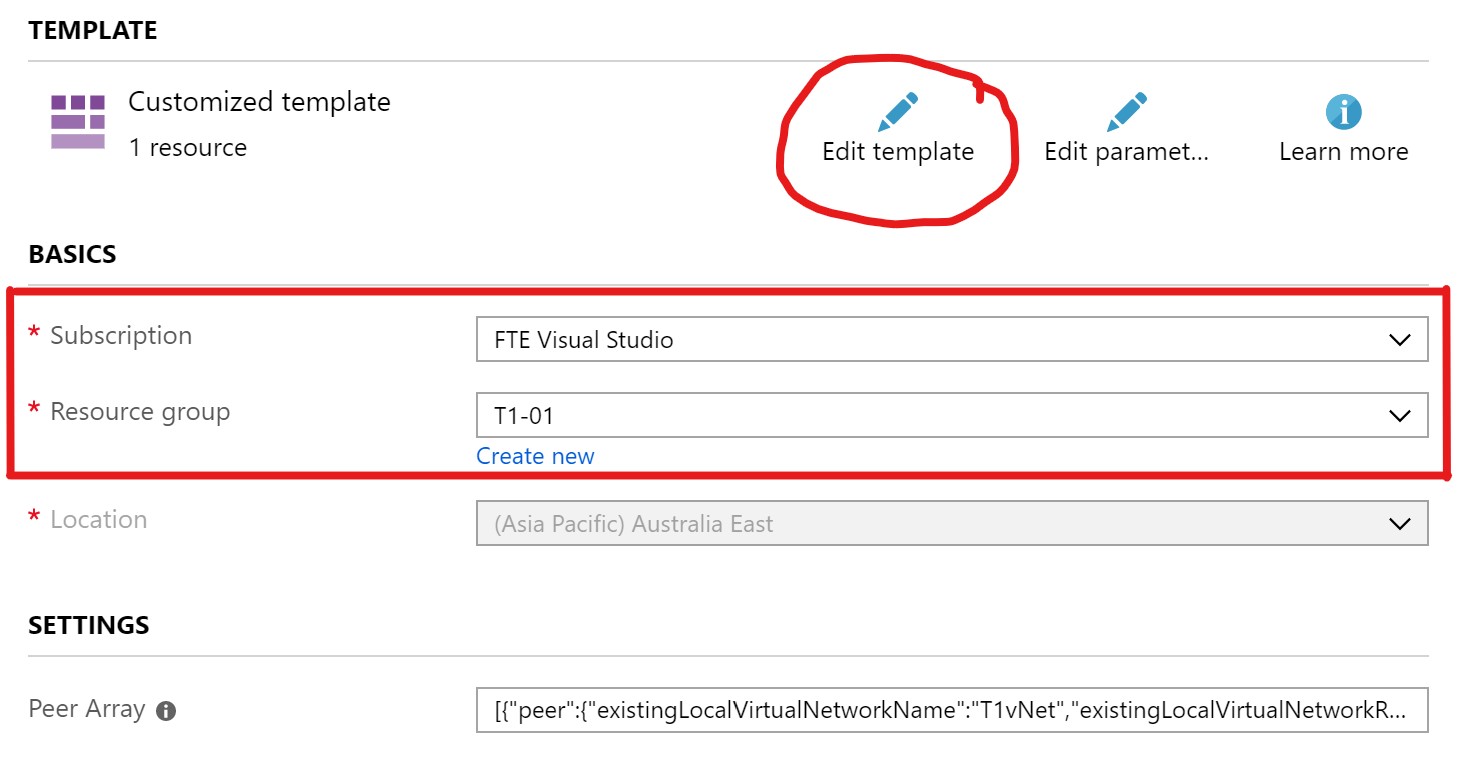 TEMPLATE
Customized template
1 resource
Edit template
Edit paramet...
Learn more
BASICS
* Subscription
FTE Visual Studio
* Resource group
T1-01
Create new
* Location
(Asia Pacific) Australia East
SETTINGS
Peer Array
[{"peer":{"existingLocalVirtualNetworkName":"T1vNet","existingLocalVirtualNetworkR...